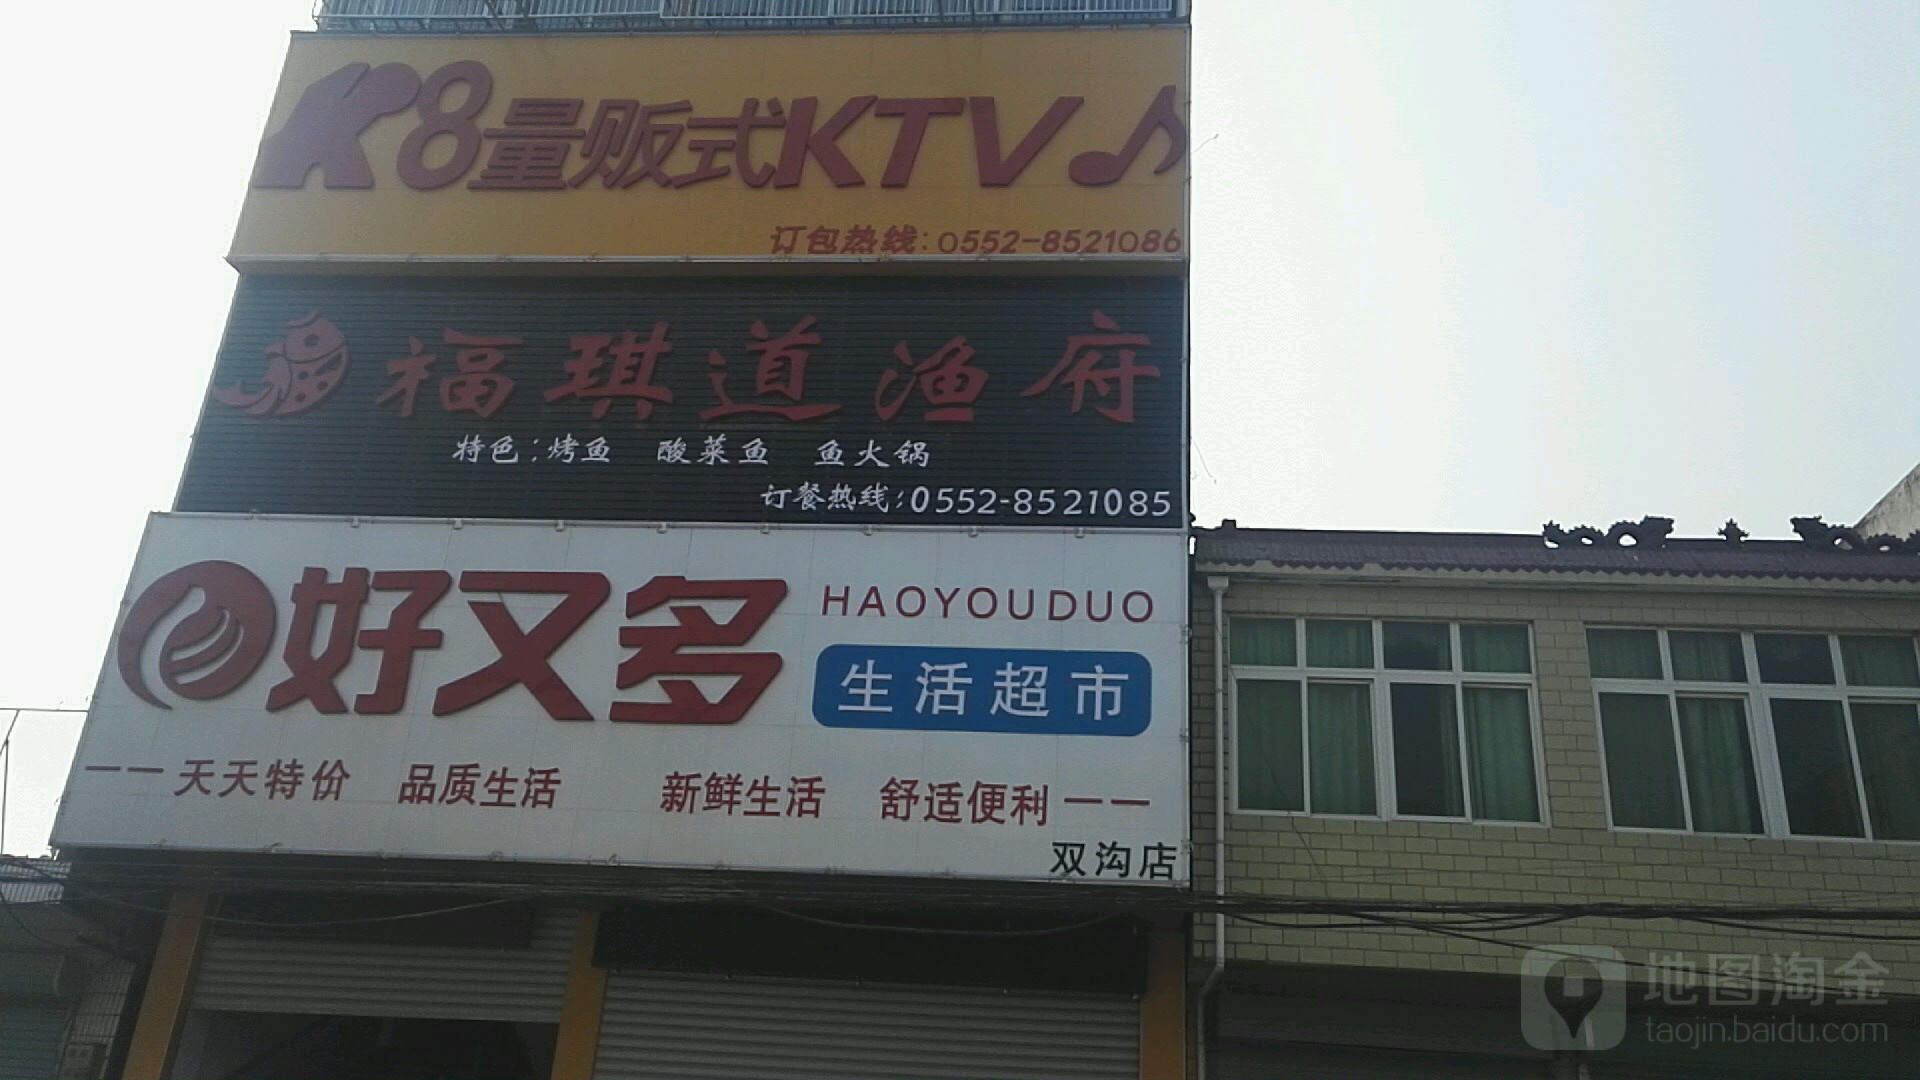 K8量贩式KTV
订包热线:0552-8521086
福琪道渔府
特色:烤鱼 酸菜鱼 鱼火锅
订餐热线:0552-8521085
好又多
HAOYOUDUO
生活超市
——天天特价 品质生活 新鲜生活 舒适便利——
双沟店
地图淘金
taojin.baidu.com